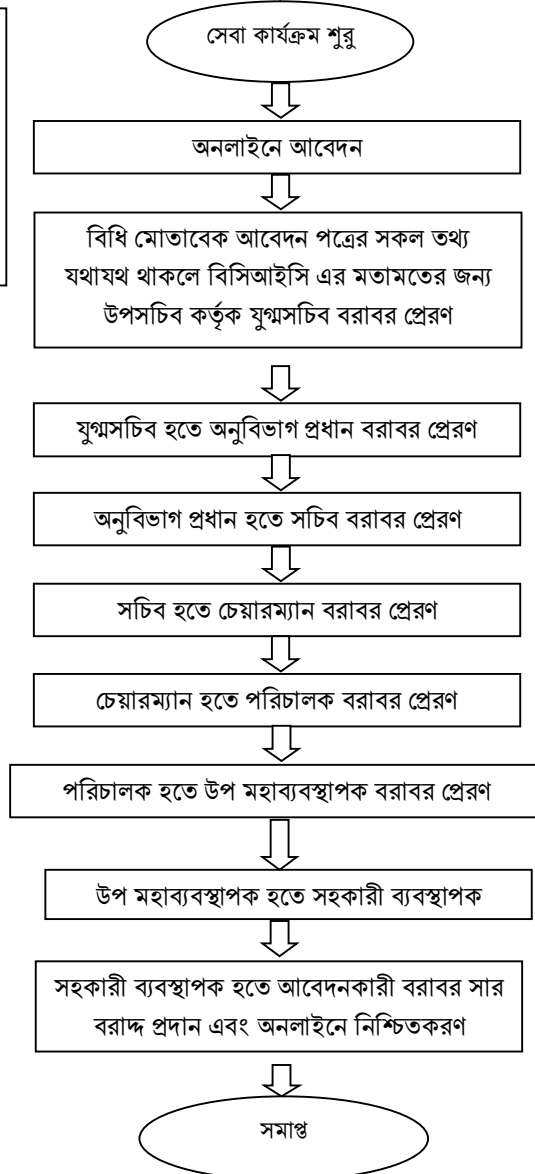 সেবা কার্যক্রম শুরু
অনলাইনে আবেদন
বিধি মোতাবেক আবেদন পত্রের সকল তথ্য
যথাযথ থাকলে বিসিআইসি এর মতামতের জন্য
উপসচিব কর্তৃক যুগ্মসচিব বরাবর প্রেরণ
যুগ্মসচিব হতে অনুবিভাগ প্রধান বরাবর প্রেরণ
অনুবিভাগ প্রধান হতে সচিব বরাবর প্রেরণ
সচিব হতে চেয়ারম্যান বরাবর প্রেরণ
চেয়ারম্যান হতে পরিচালক বরাবর প্রেরণ
পরিচালক হতে উপ মহাব্যবস্থাপক বরাবর প্রেরণ
উপ মহাব্যবস্থাপক হতে সহকারী ব্যবস্থাপক
সহকারী ব্যবস্থাপক হতে আবেদনকারী বরাবর সার
বরাদ্দ প্রদান এবং অনলাইনে নিশ্চিতকরণ
সমাপ্ত